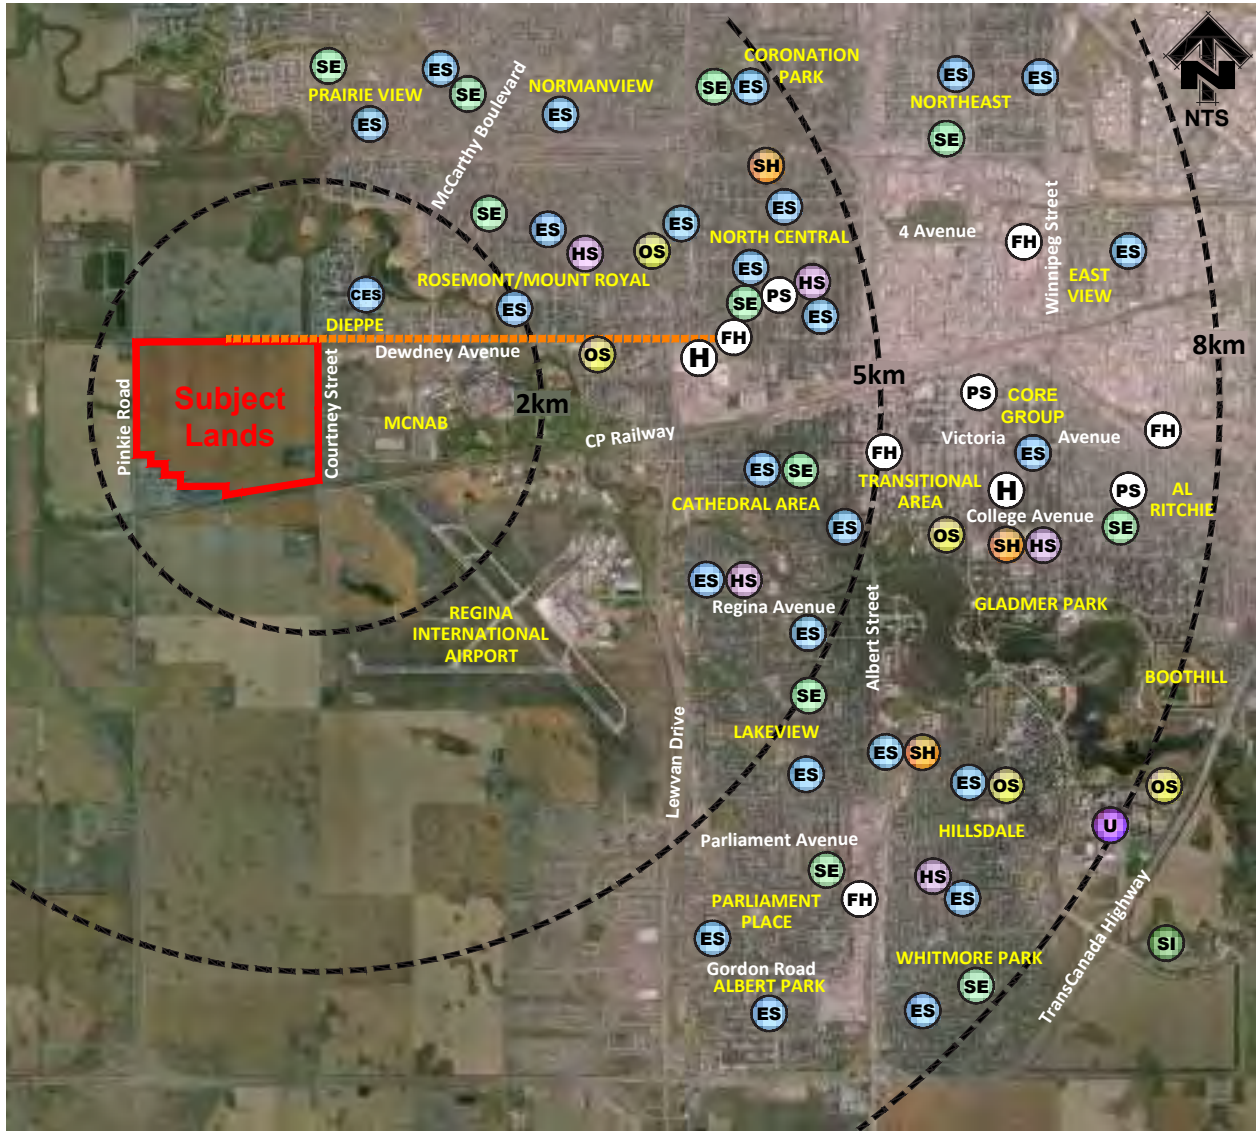 CORONATION
PARK
SE
ES
SE
PRAIRIE VIEW
ES
McCarthy Boulevard
NORMANVIEW
ES
SE
ES
ES
ES
NORTHEAST
SE
N
NTS
SH
ES
NORTH CENTRAL
SE
ES
HS
OS
ES
ROSEMONT/MOUNT ROYAL
4 Avenue
FH
Winnipeg Street
ES
EAST
VIEW
CES
DIEPPE
ES
ES
HS
PS
SE
ES
FH
H
OS
Dewdney Avenue
8km
5km
2km
Pinkie Road
Subject
Lands
Courtney Street
MCNAB
CP Railway
PS
CORE
GROUP
Victoria
Avenue
ES
FH
FH
ES
SE
CATHEDRAL AREA
TRANSITIONAL
AREA
H
PS
AL
RITCHIE
College Avenue
SE
ES
OS
SH
HS
ES
HS
Regina Avenue
GLADMER PARK
ES
REGINA
INTERNATIONAL
AIRPORT
Albert Street
BOOTHILL
SE
LAKEVIEW
Lewvan Drive
ES
SH
ES
ES
OS
OS
U
HILLSDALE
Parliament Avenue
SE
FH
HS
ES
PARLIAMENT
PLACE
ES
TransCanada Highway
SI
WHITMORE PARK
Gordon Road
ALBERT PARK
SE
ES
ES